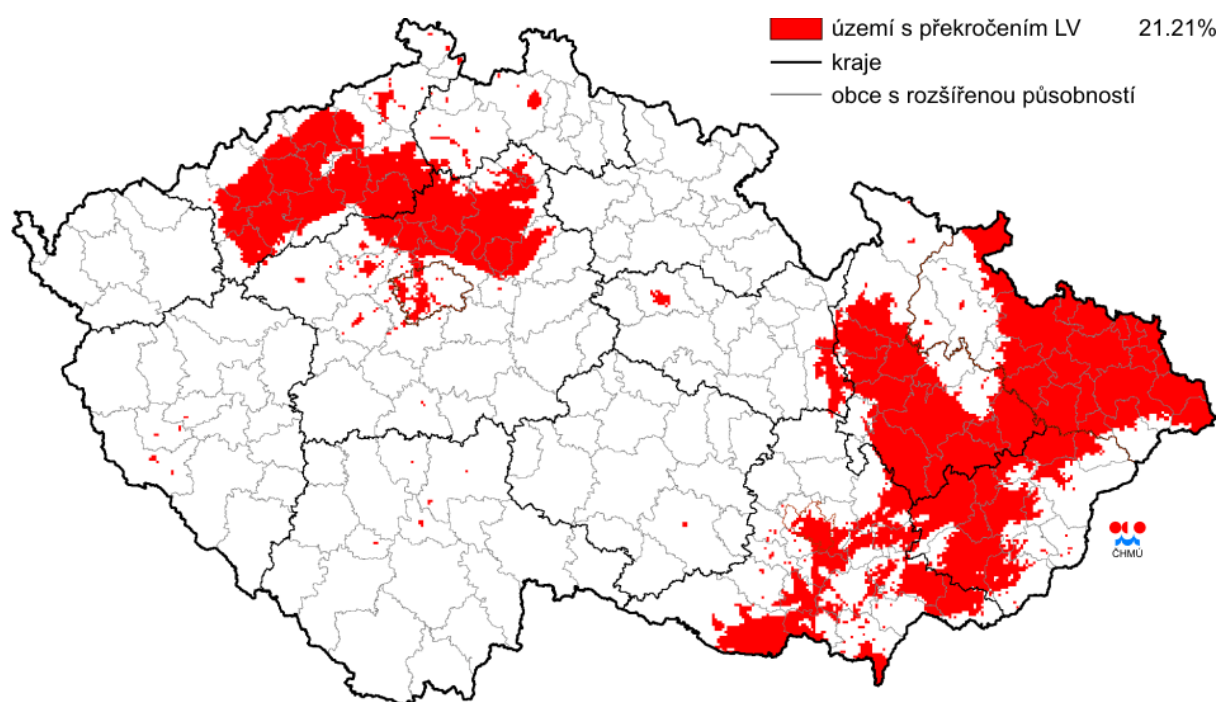 území s překročením LV 21.21%
kraje
obce s rozšířenou působností
ČHMÚ